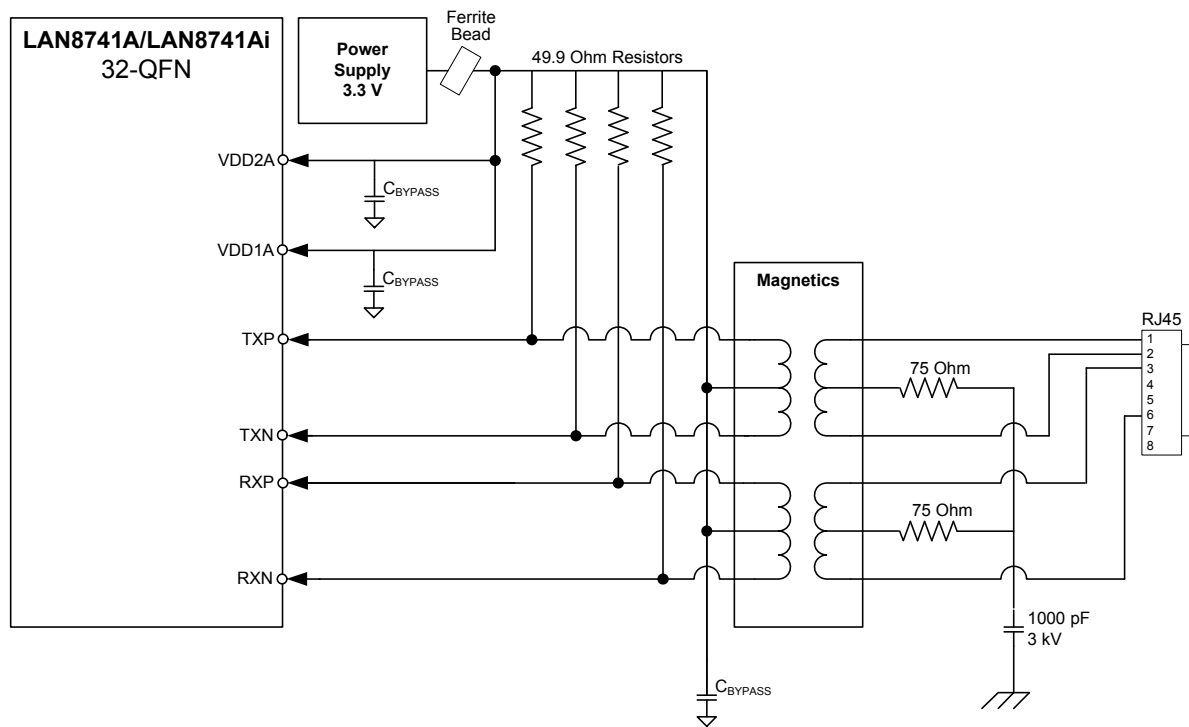 LAN8741A/LAN8741Ai
32-QFN
Power
Supply
3.3 V
Ferrite
Bead
49.9 Ohm Resistors
VDD2A
CBYPASS
VDD1A
CBYPASS
Magnetics
TXP
RJ45
1
2
3
4
5
6
7
8
75 Ohm
TXN
RXP
75 Ohm
RXN
1000 pF
3 kV
CBYPASS